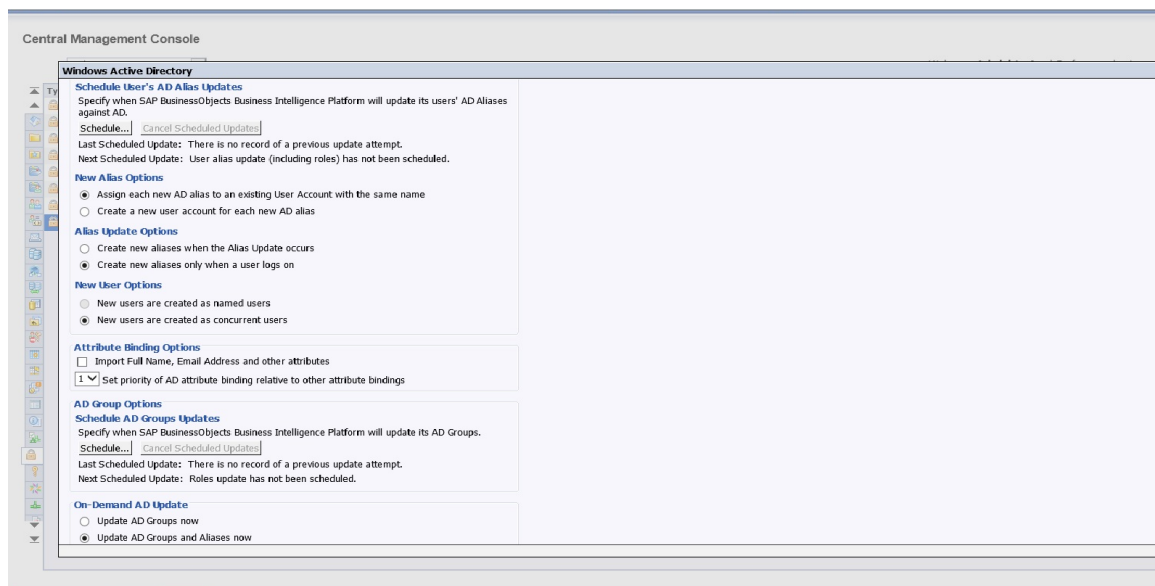 Central Management Console
Windows Active Directory
Ty
Schedule User's AD Alias Updates
Specify when SAP BusinessObjects Business Intelligence Platform will update its users' AD Aliases
against AD.
Schedule... Cancel Scheduled Updates
Last Scheduled Update: There is no record of a previous update attempt.
Next Scheduled Update: User alias update (including roles) has not been scheduled.
New Alias Options
Assign each new AD alias to an existing User Account with the same name
Create a new user account for each new AD alias
Alias Update Options
Create new aliases when the Alias Update occurs
Create new aliases only when a user logs on
New User Options
New users are created as named users
New users are created as concurrent users
Attribute Binding Options
Import Full Name, Email Address and other attributes
1 Set priority of AD attribute binding relative to other attribute bindings
AD Group Options
Schedule AD Groups Updates
Specify when SAP BusinessObjects Business Intelligence Platform will update its AD Groups.
Schedule... Cancel Scheduled Updates
Last Scheduled Update: There is no record of a previous update attempt.
Next Scheduled Update: Roles update has not been scheduled.
On-Demand AD Update
Update AD Groups now
Update AD Groups and Aliases now